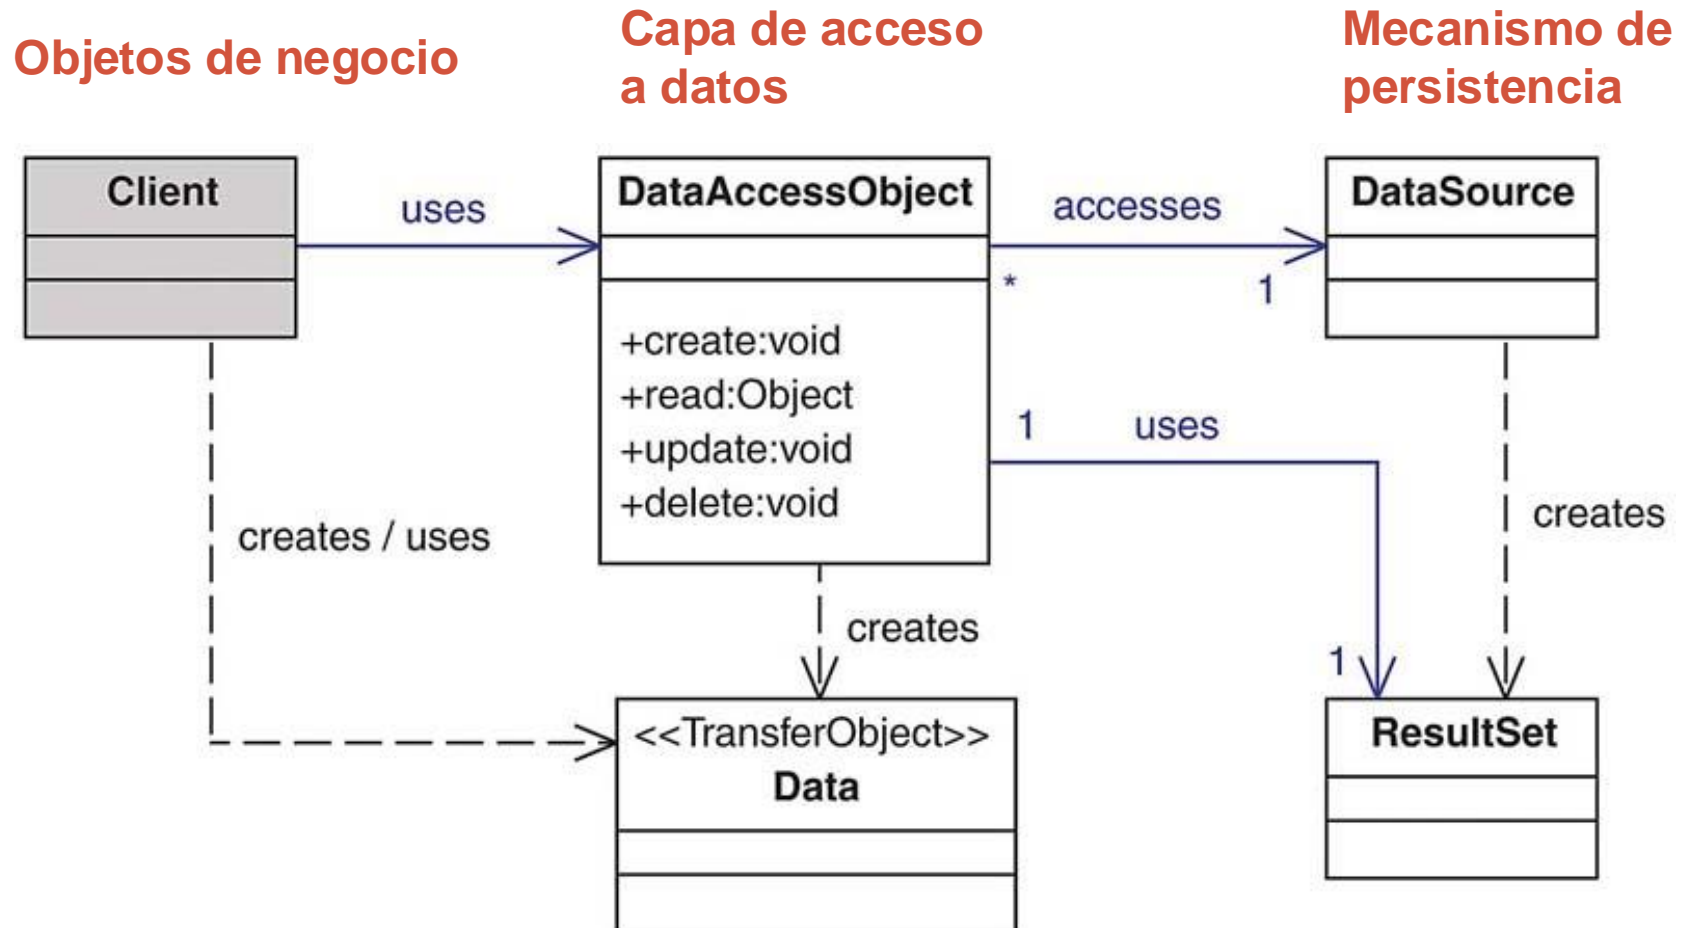 Objetos de negocio
Capa de acceso
a datos
Mecanismo de
persistencia
Client
uses
DataAccessObject
accesses
DataSource
*
1
+create:void
+read:Object
+update:void
+delete:void
1
uses
creates / uses
creates
creates
1
<<TransferObject>>
Data
ResultSet